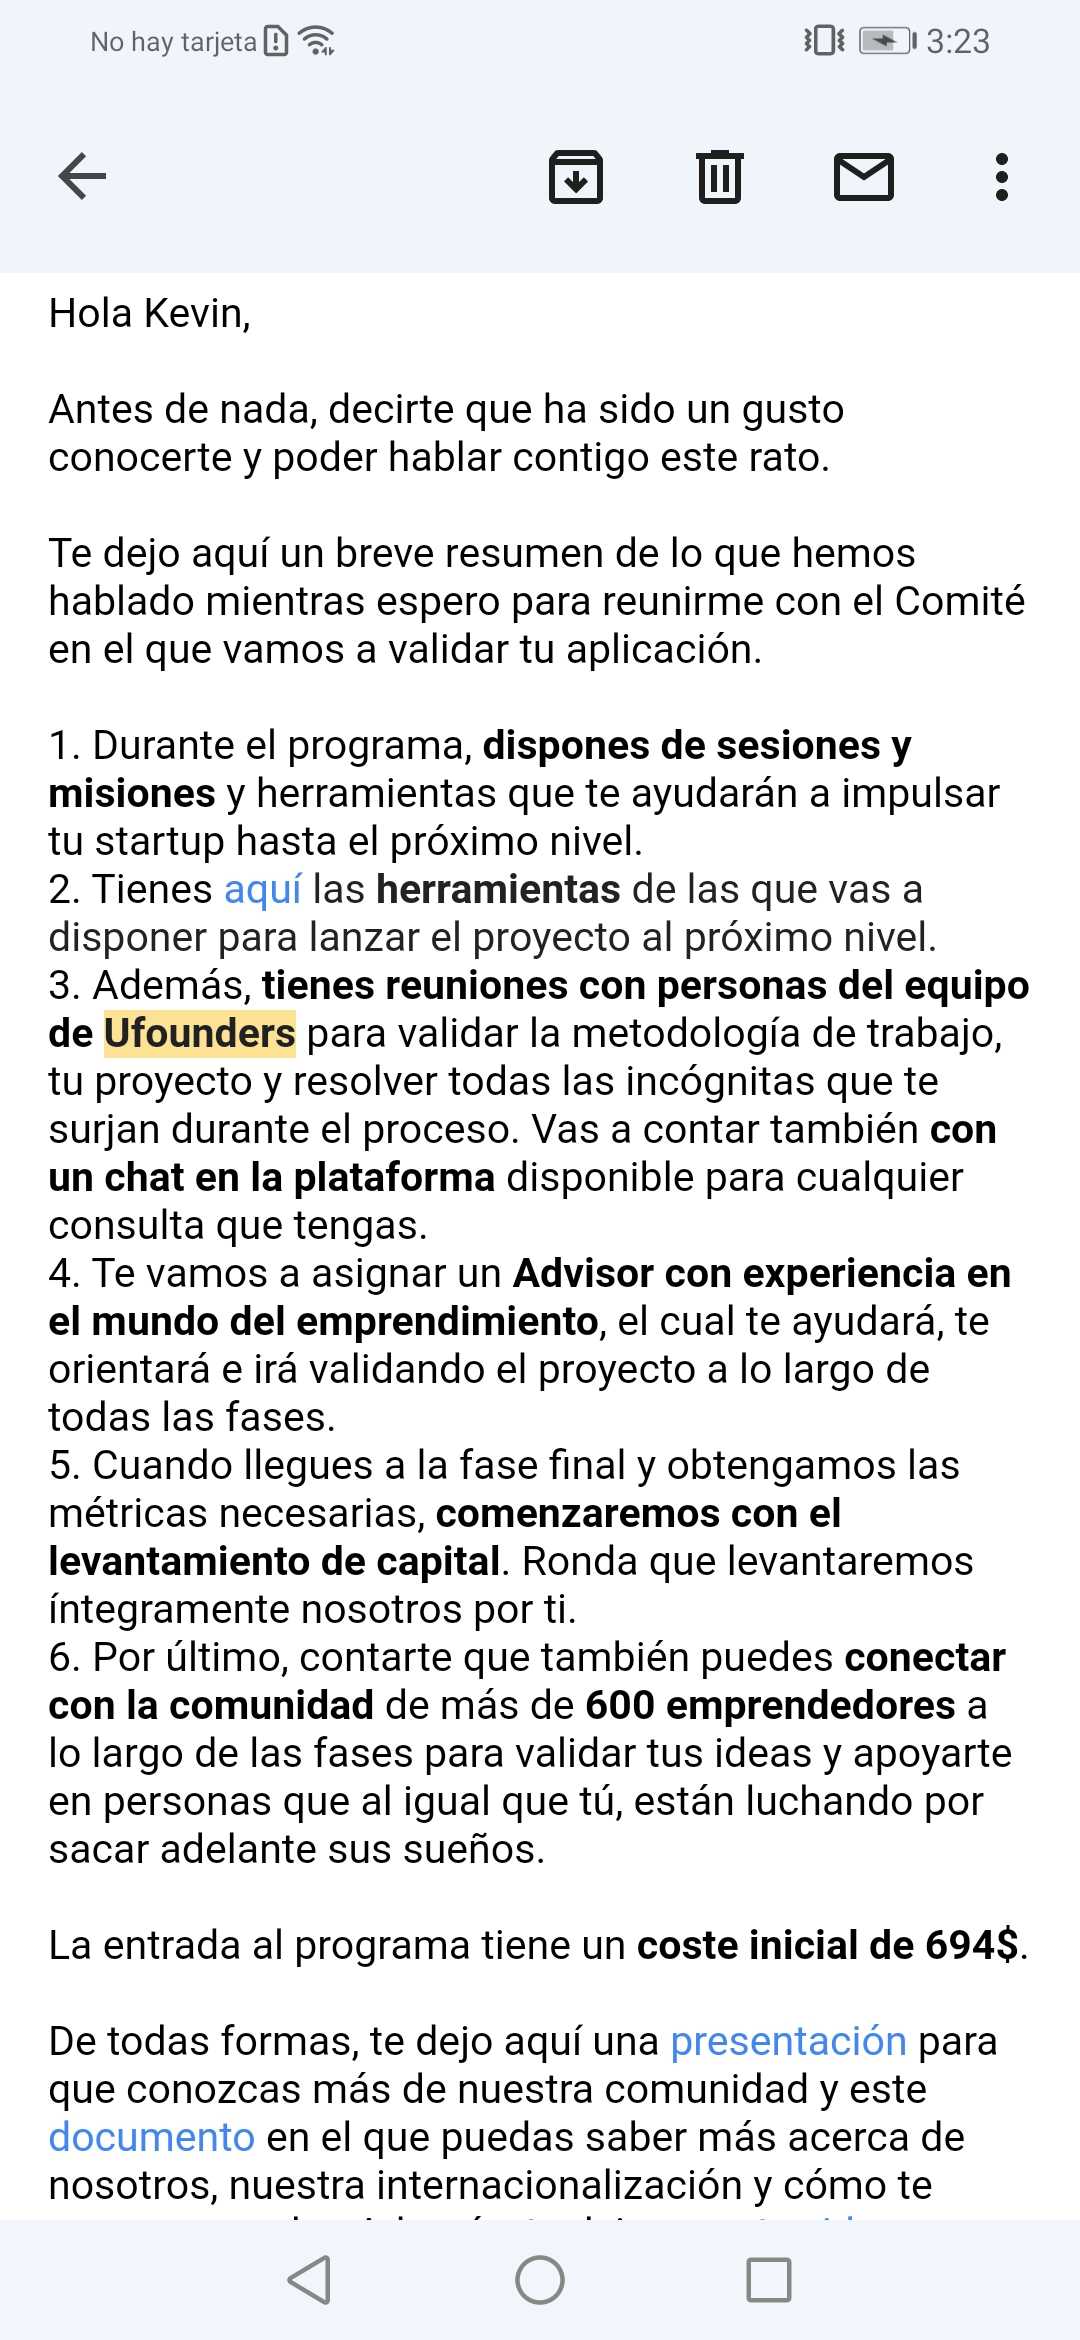 No hay tarjeta
3:23
Hola Kevin,
Antes de nada, decirte que ha sido un gusto
conocerte y poder hablar contigo este rato.
Te dejo aquí un breve resumen de lo que hemos
hablado mientras espero para reunirme con el Comité
en el que vamos a validar tu aplicación.
1. Durante el programa, dispones de sesiones y
misiones y herramientas que te ayudarán a impulsar
tu startup hasta el próximo nivel.
2. Tienes aquí las herramientas de las que vas a
disponer para lanzar el proyecto al próximo nivel.
3. Además, tienes reuniones con personas del equipo
de Ufounders para validar la metodología de trabajo,
tu proyecto y resolver todas las incógnitas que te
surjan durante el proceso. Vas a contar también con
un chat en la plataforma disponible para cualquier
consulta que tengas.
4. Te vamos a asignar un Advisor con experiencia en
el mundo del emprendimiento, el cual te ayudará, te
orientará e irá validando el proyecto a lo largo de
todas las fases.
5. Cuando llegues a la fase final y obtengamos las
métricas necesarias, comenzaremos con el
levantamiento de capital. Ronda que levantaremos
íntegramente nosotros por ti.
6. Por último, contarte que también puedes conectar
con la comunidad de más de 600 emprendedores a
lo largo de las fases para validar tus ideas y apoyarte
en personas que al igual que tú, están luchando por
sacar adelante sus sueños.
La entrada al programa tiene un coste inicial de 694$.
De todas formas, te dejo aquí una presentación para
que conozcas más de nuestra comunidad y este
documento en el que puedas saber más acerca de
nosotros, nuestra internacionalización y cómo te